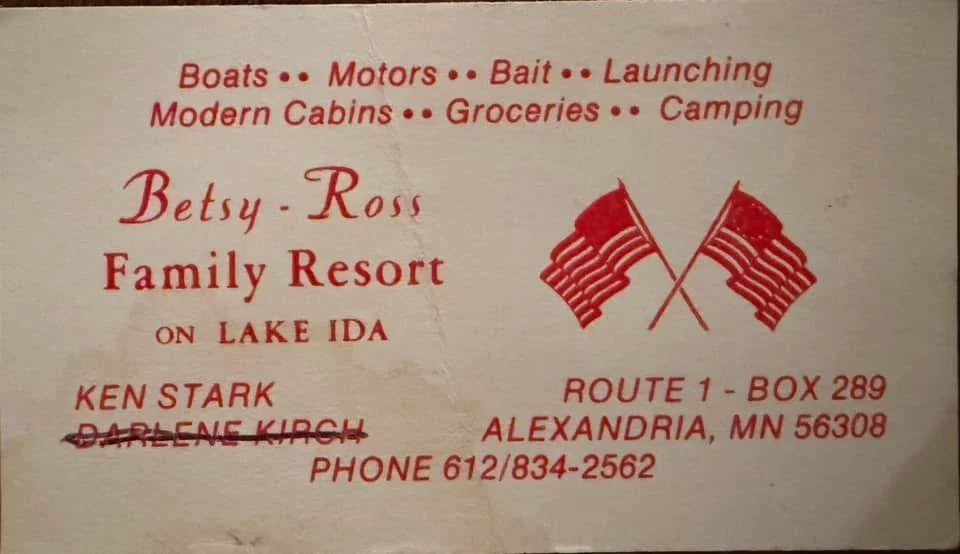 Boats •• Motors •• Bait •• Launching
Modern Cabins •• Groceries •• Camping
Betsy - Ross
Family Resort
ON LAKE IDA
KEN STARK
DARLENE KIRCH
ROUTE 1 - BOX 289
ALEXANDRIA, MN 56308
PHONE 612/834-2562